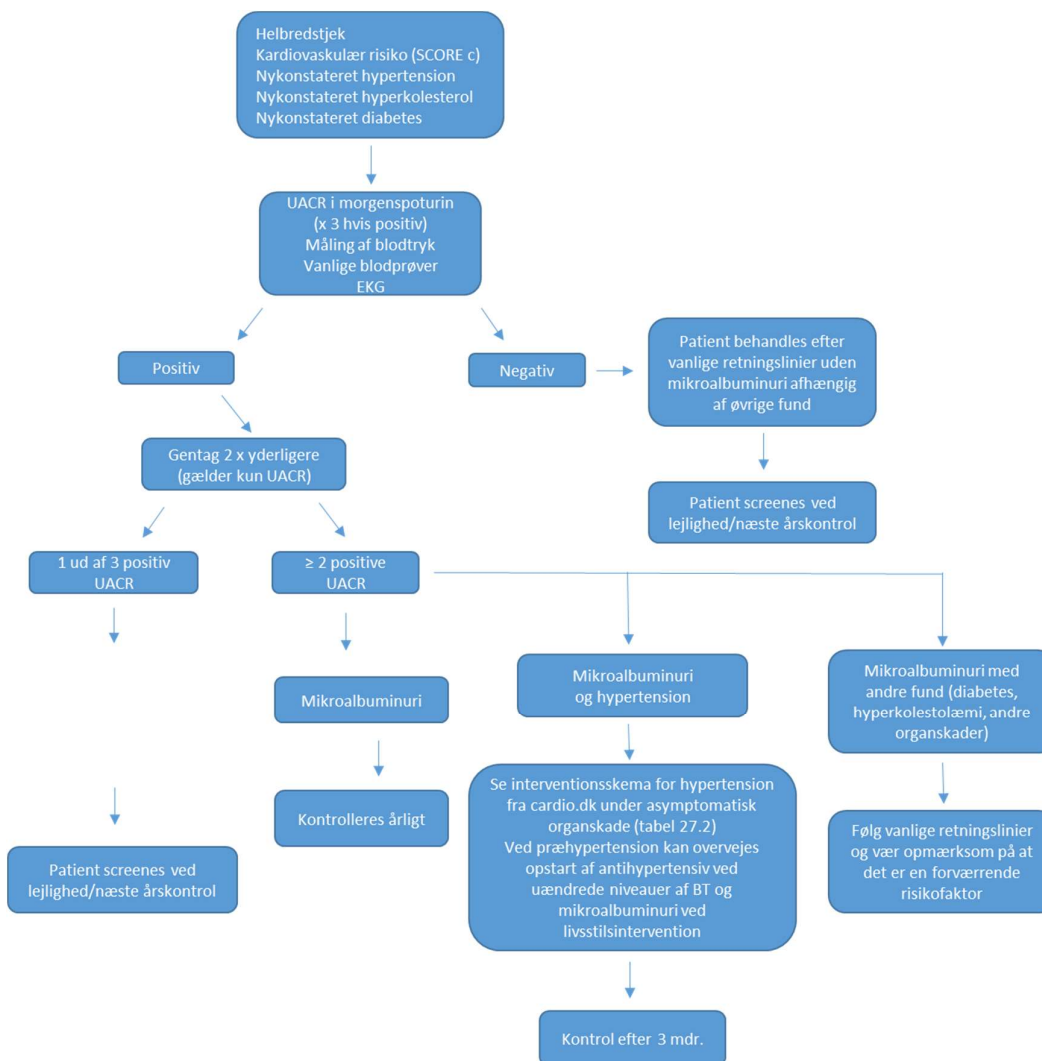 Helbredstjek
Kardiovaskulær risiko (SCORE c)
Nykonstateret hypertension
Nykonstateret hyperkolesterol
Nykonstateret diabetes
UACR i morgenspoturin
(x 3 hvis positiv)
Måling af blodtryk
Vanlige blodprøver
EKG
Positiv
Negativ
Patient behandles efter
vanlige retningslinier uden
mikroalbuminuri afhængig
af øvrige fund
Gentag 2 x yderligere
(gælder kun UACR)
Patient screenes ved
lejlighed/næste årskontrol
1 ud af 3 positiv
UACR
≥ 2 positive
UACR
Mikroalbuminuri
Mikroalbuminuri
og hypertension
Mikroalbuminuri med
andre fund (diabetes,
hyperkolestolæmi, andre
organskader)
Kontrolleres årligt
Se interventionsskema for hypertension
fra cardio.dk under asymptomatisk
organskade (tabel 27.2)
Ved præhypertension kan overvejes
opstart af antihypertensiv ved
uændrede niveauer af BT og
mikroalbuminuri ved
livsstilsintervention
Følg vanlige retningslinier
og vær opmærksom på at
det er en forværrende
risikofaktor
Patient screenes ved
lejlighed/næste årskontrol
Kontrol efter 3 mdr.